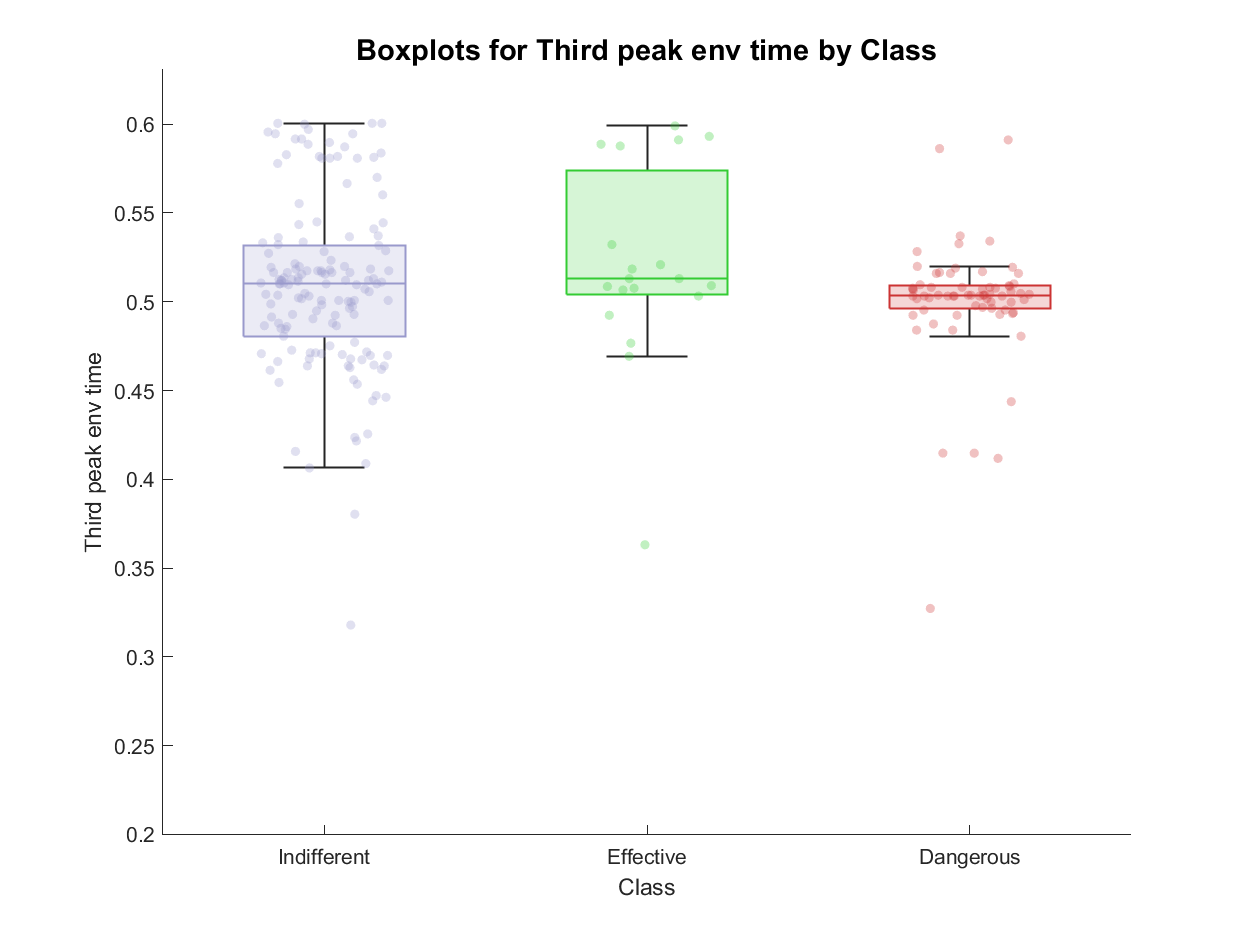 Boxplots for Third peak env time by Class
Third peak env time
0.6
0.55
0.5
0.45
0.4
0.35
0.3
0.25
0.2
Indifferent
Effective
Dangerous
Class